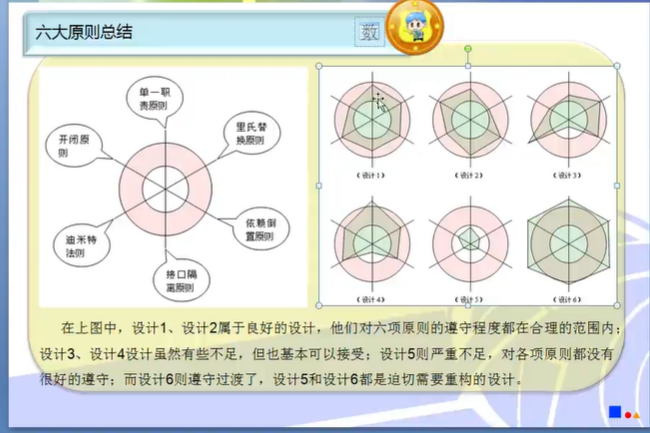 六大原则总结
数
单一职
责原则
开闭原
则
里氏替
换原则
迪米特
法则
依赖倒
置原则
接口隔
离原则
(设计1)
(设计2)
(设计3)
(设计4)
(设计5)
(设计6)
在上图中，设计1、设计2属于良好的设计，他们对六项原则的遵守程度都在合理的范围内；
设计3、设计4设计虽然有些不足，但也基本可以接受；设计5则严重不足，对各项原则都没有
很好的遵守；而设计6则遵守过渡了，设计5和设计6都是迫切需要重构的设计。